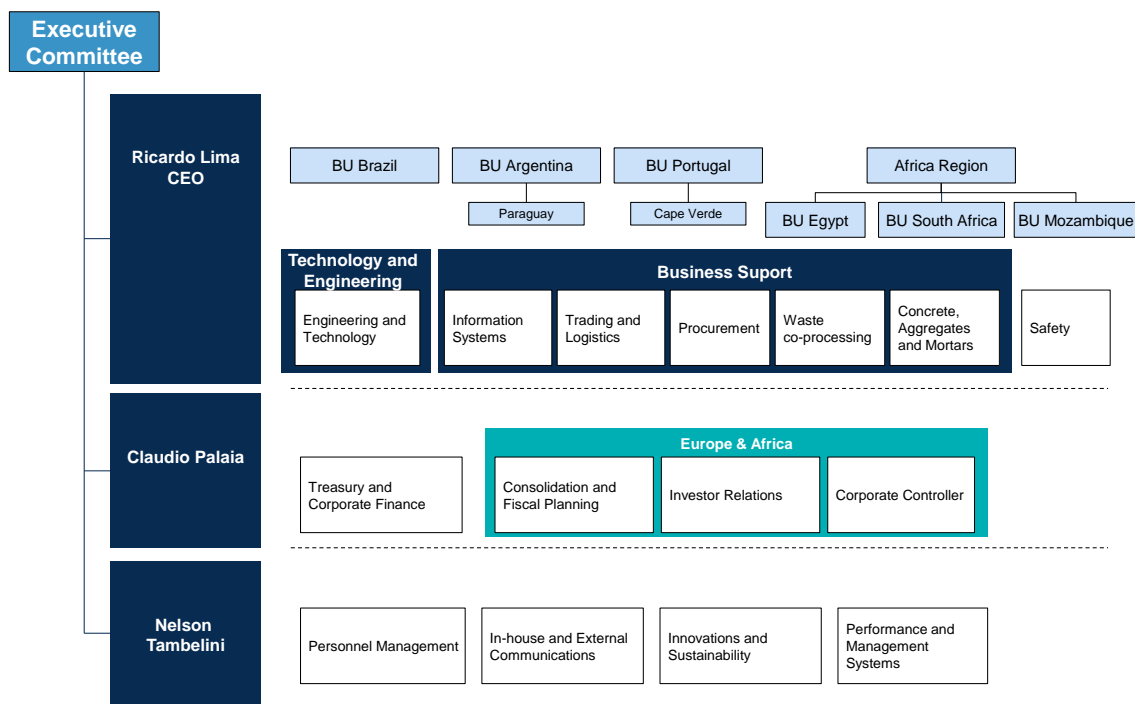 Executive
Committee
Ricardo Lima
CEO
BU Brazil
BU Argentina
BU Portugal
Africa Region
Paraguay
Cape Verde
BU Egypt
BU South Africa
BU Mozambique
Technology and
Engineering
Business Suport
Engineering and
Technology
Information
Systems
Trading and
Logistics
Procurement
Waste
co-processing
Concrete,
Aggregates
and Mortars
Safety
Claudio Palaia
Europe & Africa
Treasury and
Corporate Finance
Consolidation and
Fiscal Planning
Investor Relations
Corporate Controller
Nelson
Tambelini
Personnel Management
In-house and External
Communications
Innovations and
Sustainability
Performance and
Management
Systems